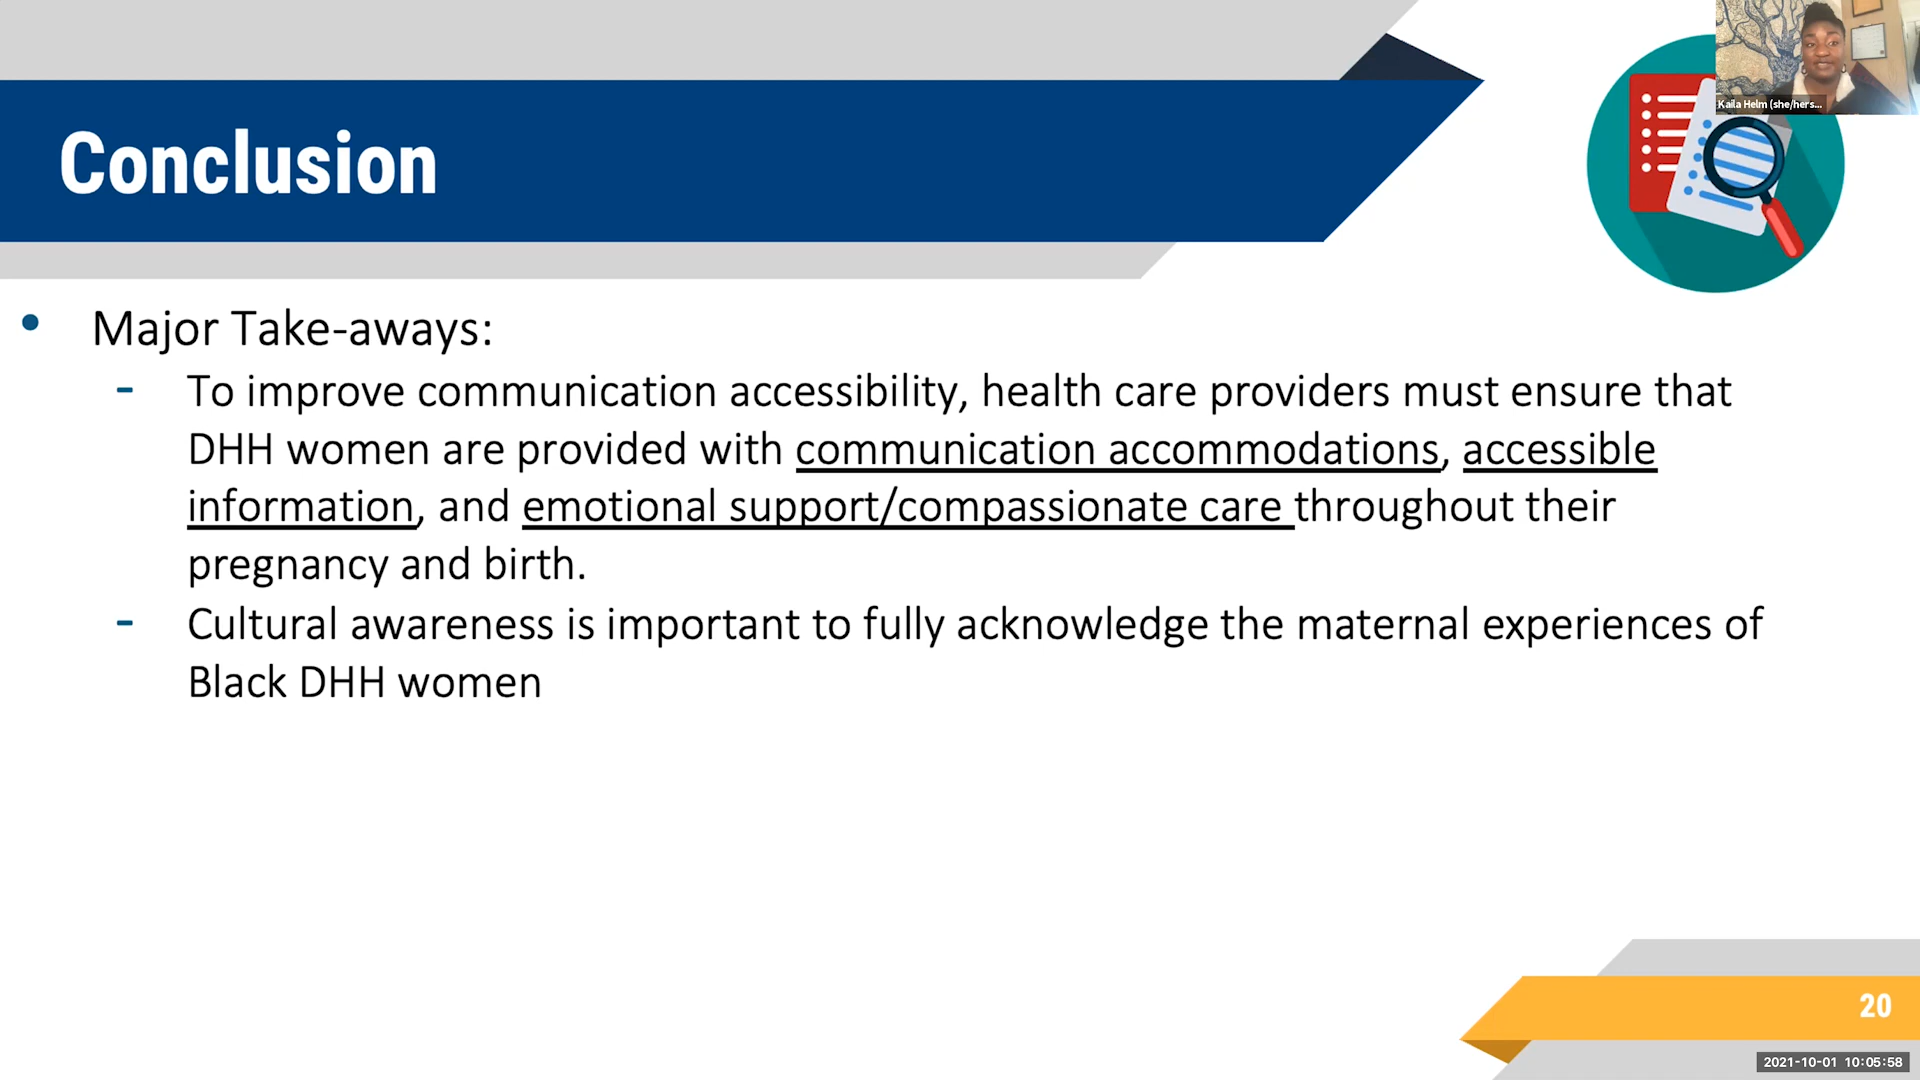 Kaila Helm (she/hers...
Conclusion
• Major Take-aways:
- To improve communication accessibility, health care providers must ensure that
DHH women are provided with communication accommodations, accessible
information, and emotional support/compassionate care throughout their
pregnancy and birth.
- Cultural awareness is important to fully acknowledge the maternal experiences of
Black DHH women
20
2021-10-01 10:05:58